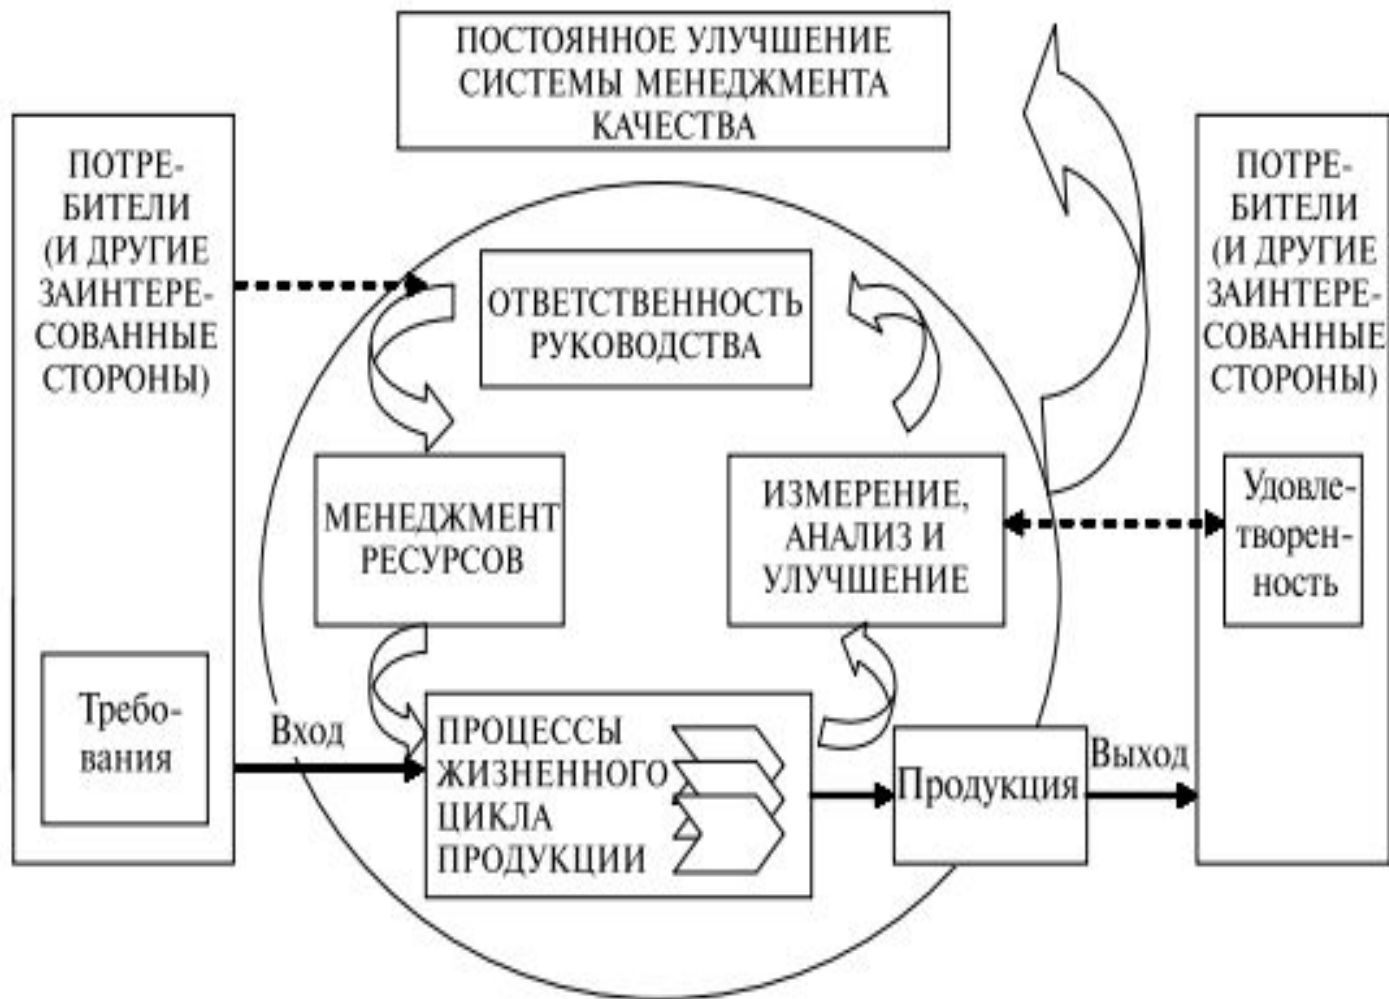 ПОСТОЯННОЕ УЛУЧШЕНИЕ
СИСТЕМЫ МЕНЕДЖМЕНТА
КАЧЕСТВА
ПОТРЕ-
БИТЕЛИ
(И ДРУГИЕ
ЗАИНТЕРЕ-
СОВАННЫЕ
СТОРОНЫ)
Требо-
вания
ОТВЕТСТВЕННОСТЬ
РУКОВОДСТВА
МЕНЕДЖМЕНТ
РЕСУРСОВ
ИЗМЕРЕНИЕ,
АНАЛИЗ И
УЛУЧШЕНИЕ
Вход
ПРОЦЕССЫ
ЖИЗНЕННОГО
ЦИКЛА
ПРОДУКЦИИ
Продукция
Выход
ПОТРЕ-
БИТЕЛИ
(И ДРУГИЕ
ЗАИНТЕРЕ-
СОВАННЫЕ
СТОРОНЫ)
Удовле-
творен-
ность